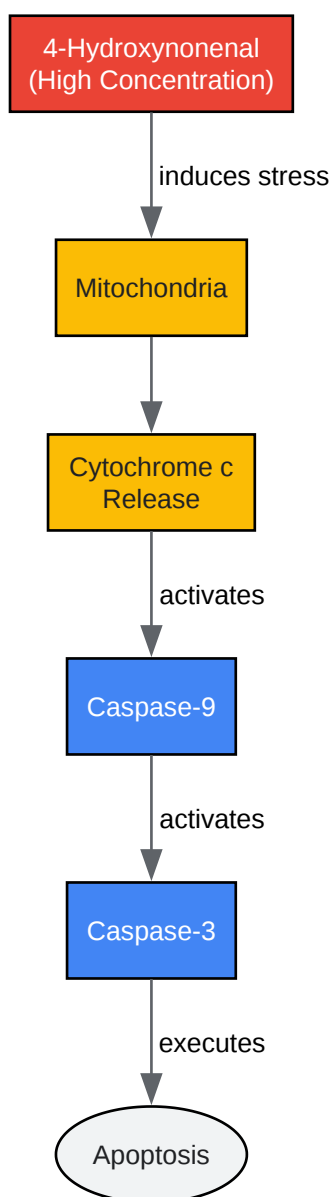 4-Hydroxynonenal
(High Concentration)
induces stress
Mitochondria
Cytochrome c
Release
activates
Caspase-9
activates
Caspase-3
executes
Apoptosis